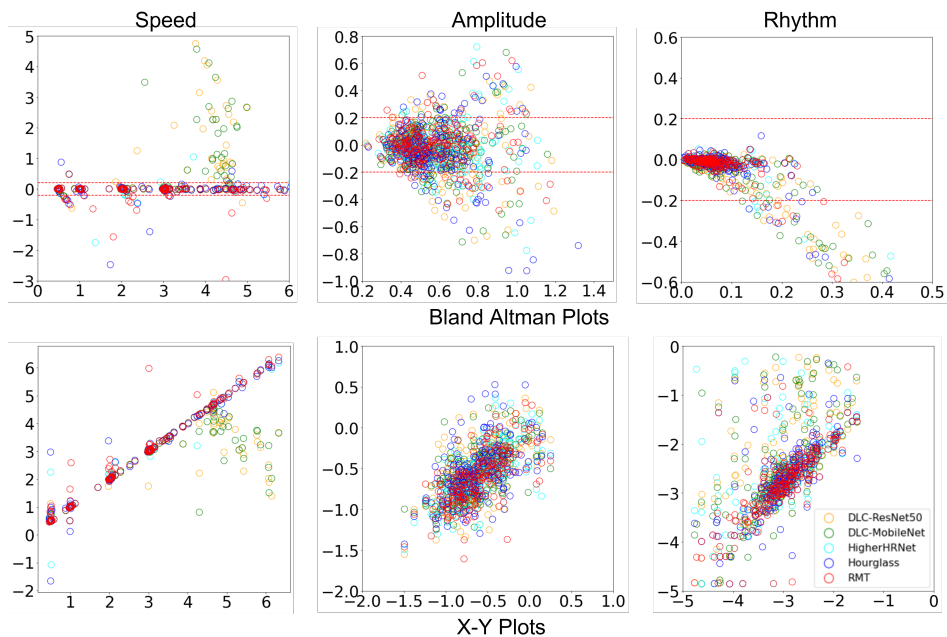 Speed Amplitude Rhythm
5 0.8 0.6
4 0.6
3 0.4 0.4
2 0.2 0.2
1 0.0
0 −0.2 0.0
−1 −0.4 −0.2
−2 −0.6 −0.4
−0.8
−3 −1.0 −0.6
0 1 2 3 4 5 6 0.2 0.4 0.6 0.8 1.0 1.2 1.4 0.0 0.1 0.2 0.3 0.4 0.5
Bland Altman Plots
6 1.0 0
5 0.5 −1
4 0.0
3 −0.5 −2
2 −1.0 −3
1 −1.5 −4
0
−2 −2.0 −5
1 2 3 4 5 6 −2.0 −1.5 −1.0 −0.5 0.0 0.5 1.0 −5 −4 −3 −2 −1 0
DLC-ResNet50
DLC-MobileNet
HigherHRNet
Hourglass
RMT
X-Y Plots